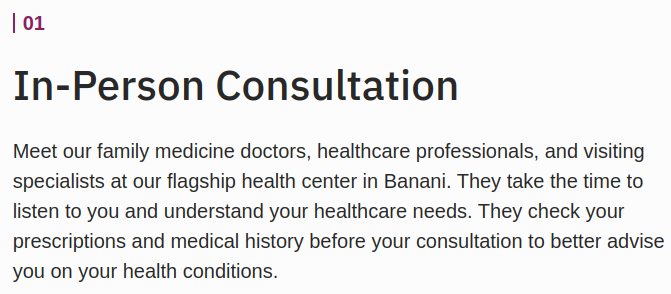 01
In-Person Consultation
Meet our family medicine doctors, healthcare professionals, and visiting
specialists at our flagship health center in Banani. They take the time to
listen to you and understand your healthcare needs. They check your
prescriptions and medical history before your consultation to better advise
you on your health conditions.